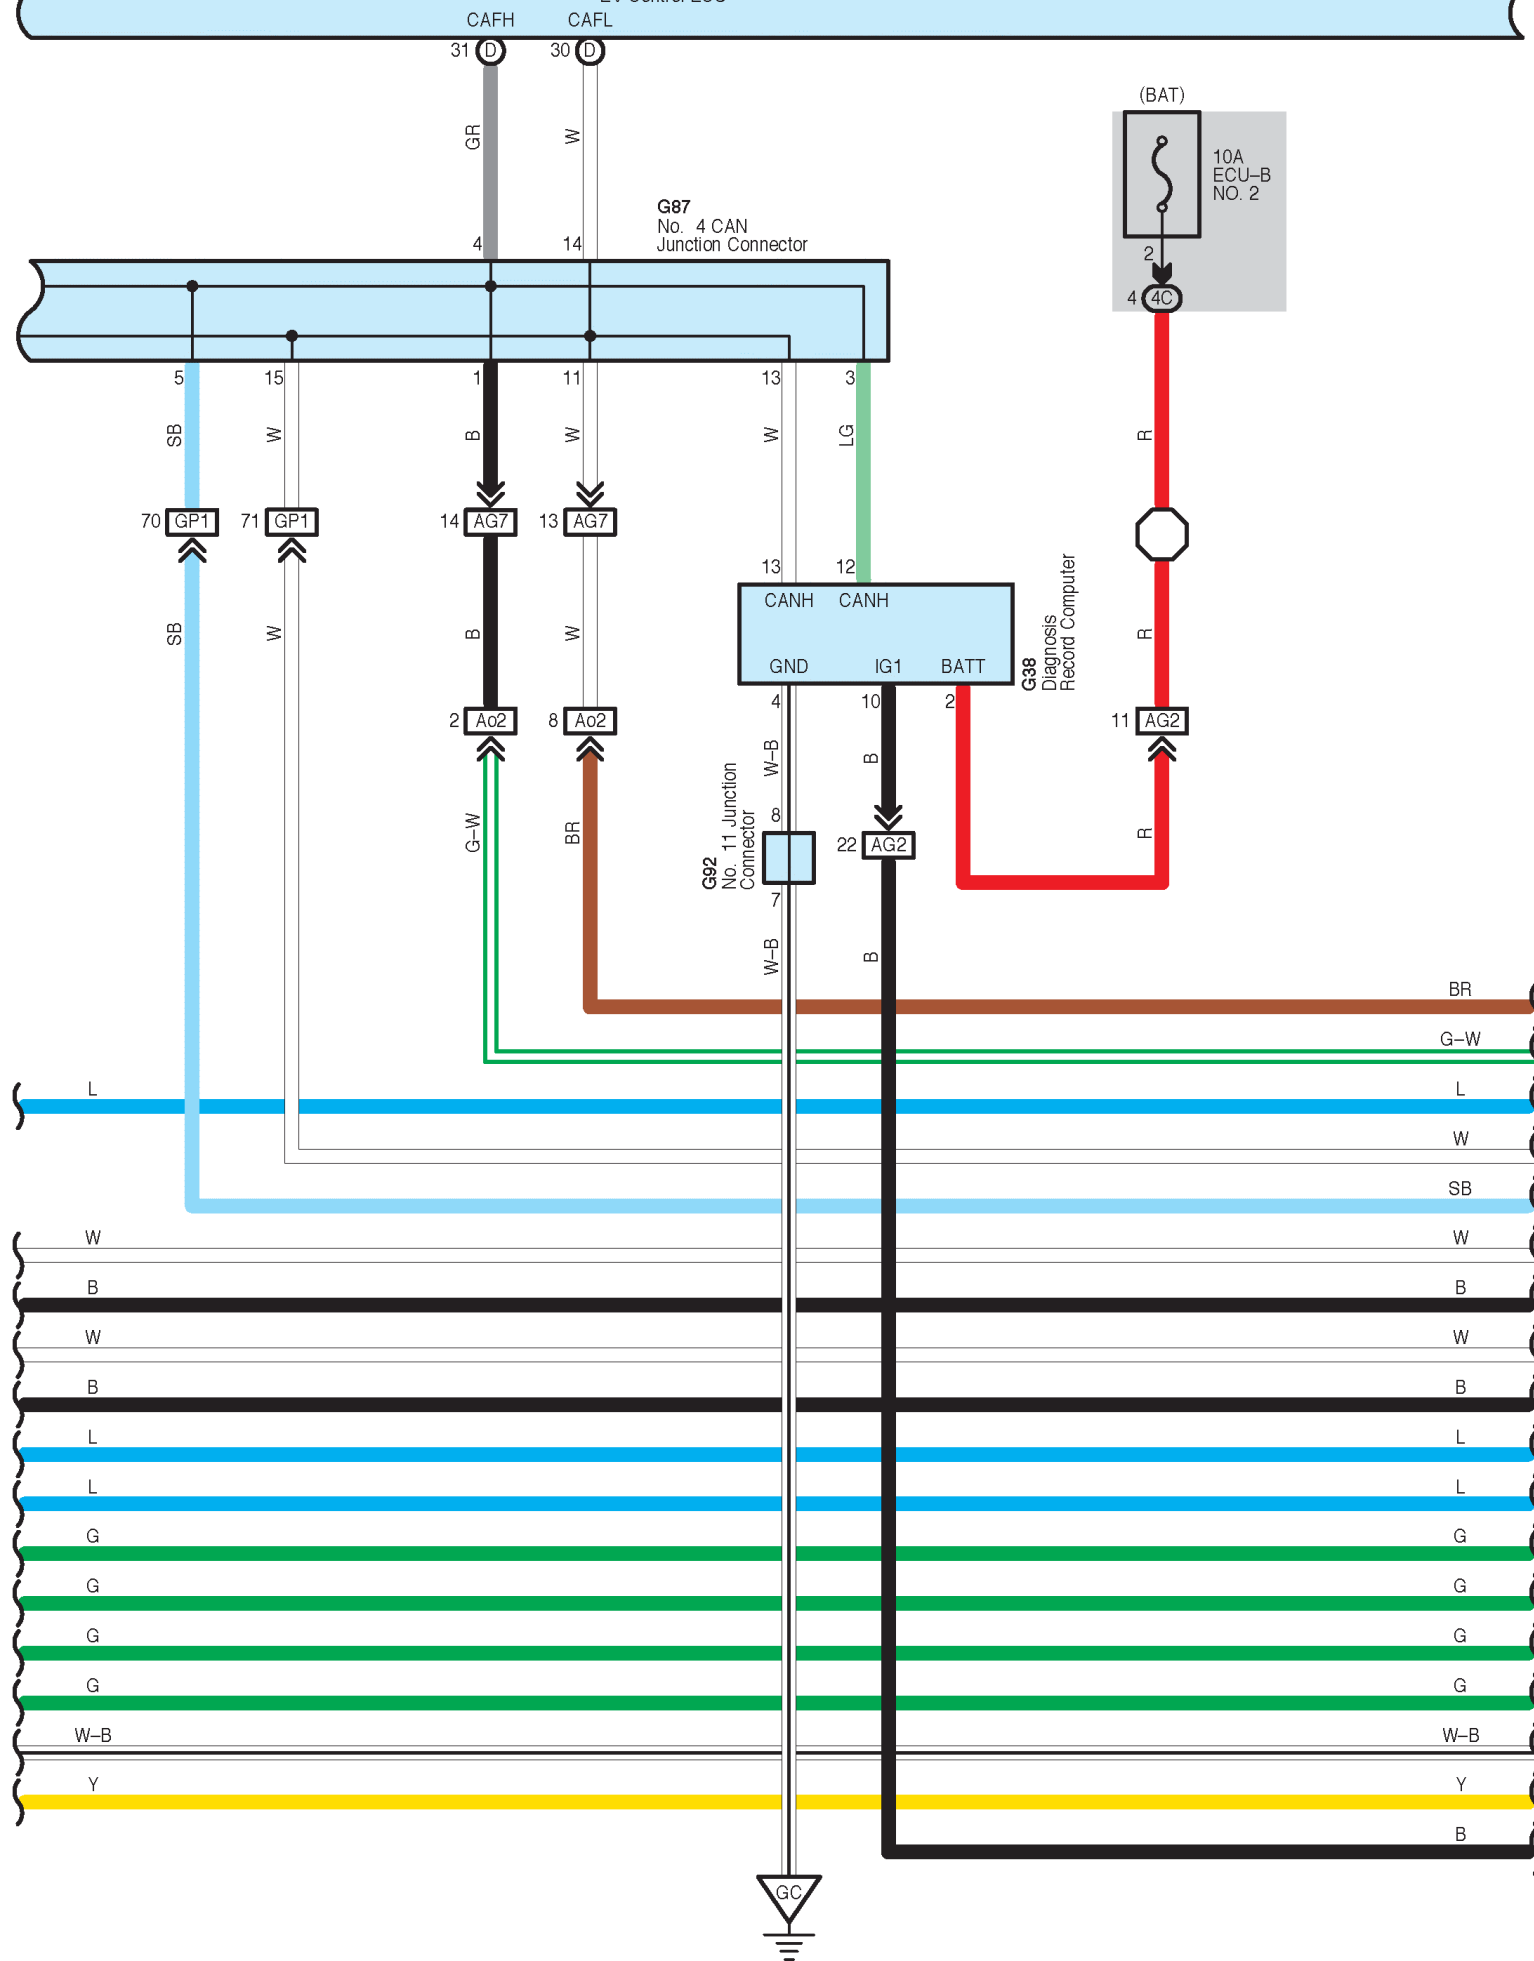 EV Control ECU
CAFH CAFL
31 D 30 D
(BAT)
10A
ECU–B
NO. 2
GR W
G87
No. 4 CAN
Junction Connector
4 14
2
4 4C
5 15 1 11 13 3
SB W B W W LG R
70 GP1 71 GP1 14 AG7 13 AG7
13 12
CANH CANH
GND IG1 BATT
G38
Diagnosis
Record Computer
SB W B W R
2 Ao2 8 Ao2
4 10 2
11 AG2
W–B B
G–W BR R
8
22 AG2
G92
No. 11 Junction
Connector
7
W–B B
BR
G–W
L L
W
SB
W W
B B
W W
B B
L L
L L
G G
G G
G G
G G
W–B W–B
Y Y
B
GC